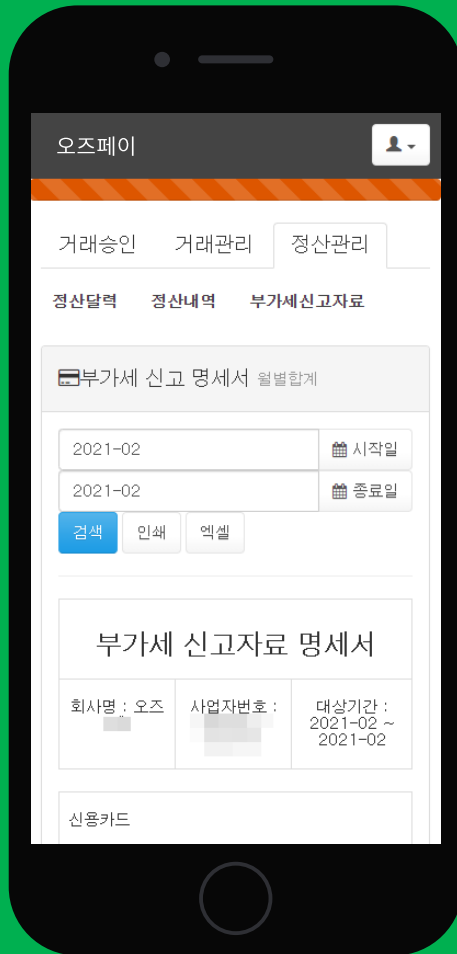 오즈페이
거래승인 거래관리 정산관리
정산달력 정산내역 부가세신고자료
부가세 신고 명세서 월별합계
2021-02 시작일
2021-02 종료일
검색 인쇄 엑셀
부가세 신고자료 명세서
회사명 : 오즈 사업자번호 : 대상기간 :
2021-02 ~
2021-02
신용카드